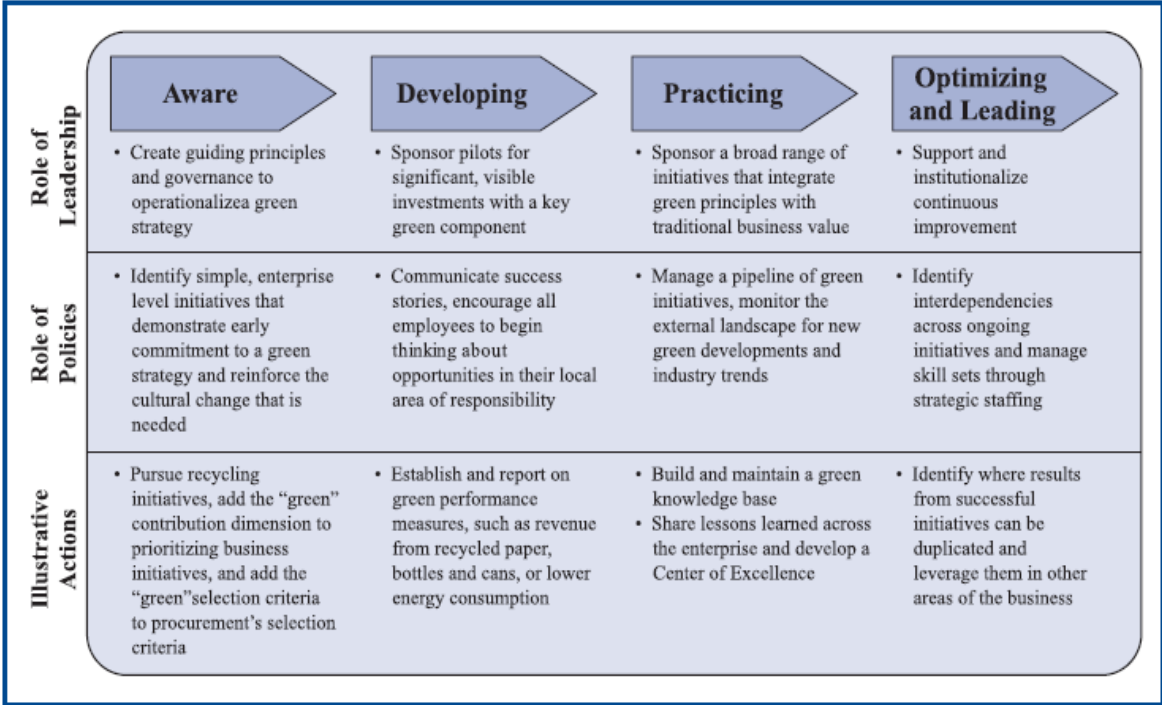 Aware
Developing
Practicing
Optimizing
and Leading
Role of
Leadership
• Create guiding principles
and governance to
operationalizea green
strategy
• Sponsor pilots for
significant, visible
investments with a key
green component
• Sponsor a broad range of
initiatives that integrate
green principles with
traditional business value
• Support and
institutionalize
continuous
improvement
Role of
Policies
• Identify simple, enterprise
level initiatives that
demonstrate early
commitment to a green
strategy and reinforce the
cultural change that is
needed
• Communicate success
stories, encourage all
employees to begin
thinking about
opportunities in their local
area of responsibility
• Manage a pipeline of green
initiatives, monitor the
external landscape for new
green developments and
industry trends
• Identify
interdependencies
across ongoing
initiatives and manage
skill sets through
strategic staffing
Illustrative
Actions
• Pursue recycling
initiatives, add the “green”
contribution dimension to
prioritizing business
initiatives, and add the
“green”selection criteria
to procurement’s selection
criteria
• Establish and report on
green performance
measures, such as revenue
from recycled paper,
bottles and cans, or lower
energy consumption
• Build and maintain a green
knowledge base
• Share lessons learned across
the enterprise and develop a
Center of Excellence
• Identify where results
from successful
initiatives can be
duplicated and
leverage them in other
areas of the business